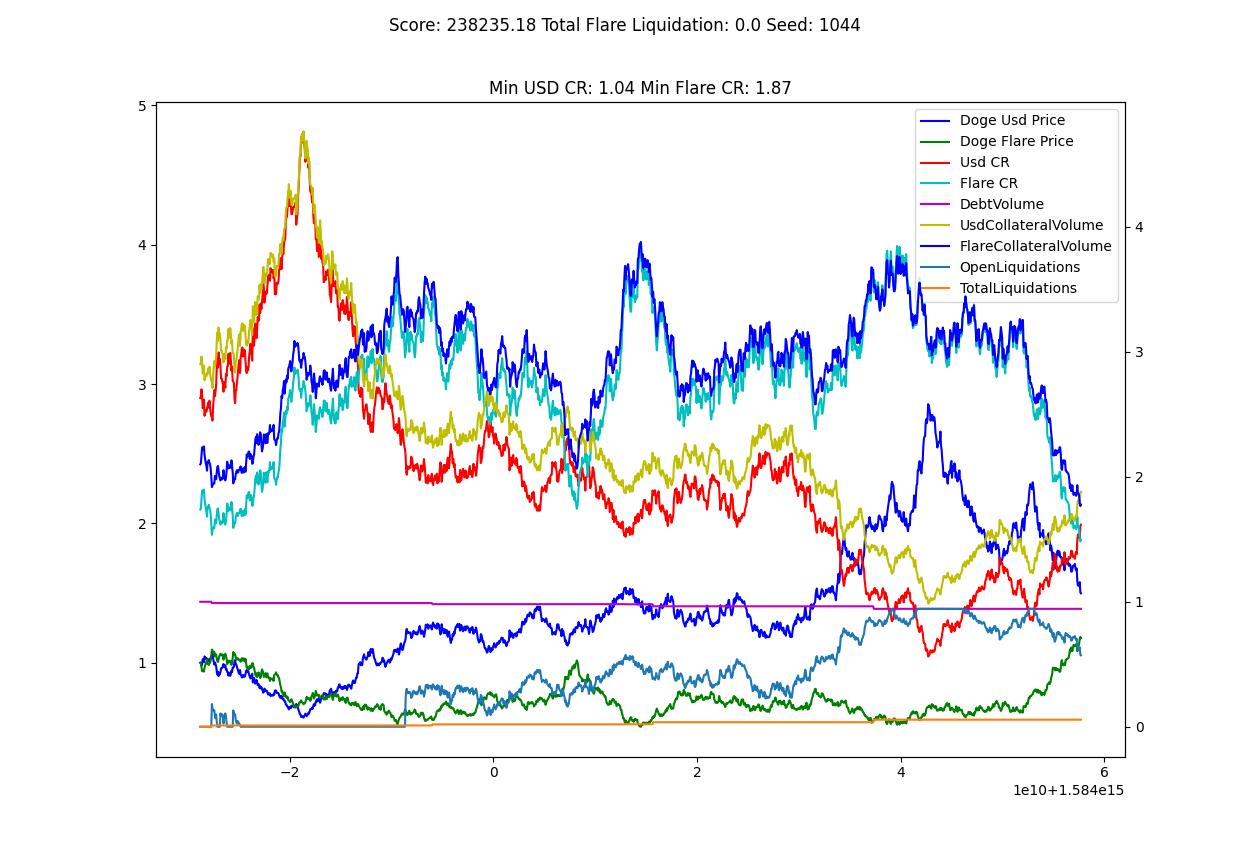 Score: 238235.18 Total Flare Liquidation: 0.0 Seed: 1044
Min USD CR: 1.04 Min Flare CR: 1.87
5
4
3
2
1
4
3
2
1
0
Doge Usd Price
Doge Flare Price
Usd CR
Flare CR
DebtVolume
UsdCollateralVolume
FlareCollateralVolume
OpenLiquidations
TotalLiquidations
−2 0 2 4 6
1e10+1.584e15